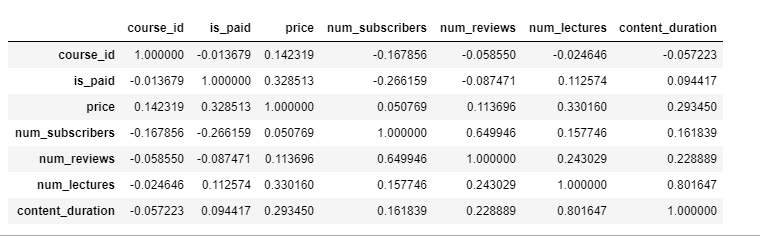 course_id is_paid price num_subscribers num_reviews num_lectures content_duration
course_id 1.000000 -0.013679 0.142319 -0.167856 -0.058550 -0.024646 -0.057223
is_paid -0.013679 1.000000 0.328513 -0.266159 -0.087471 0.112574 0.094417
price 0.142319 0.328513 1.000000 0.050769 0.113696 0.330160 0.293450
num_subscribers -0.167856 -0.266159 0.050769 1.000000 0.649946 0.157746 0.161839
num_reviews -0.058550 -0.087471 0.113696 0.649946 1.000000 0.243029 0.228889
num_lectures -0.024646 0.112574 0.330160 0.157746 0.243029 1.000000 0.801647
content_duration -0.057223 0.094417 0.293450 0.161839 0.228889 0.801647 1.000000